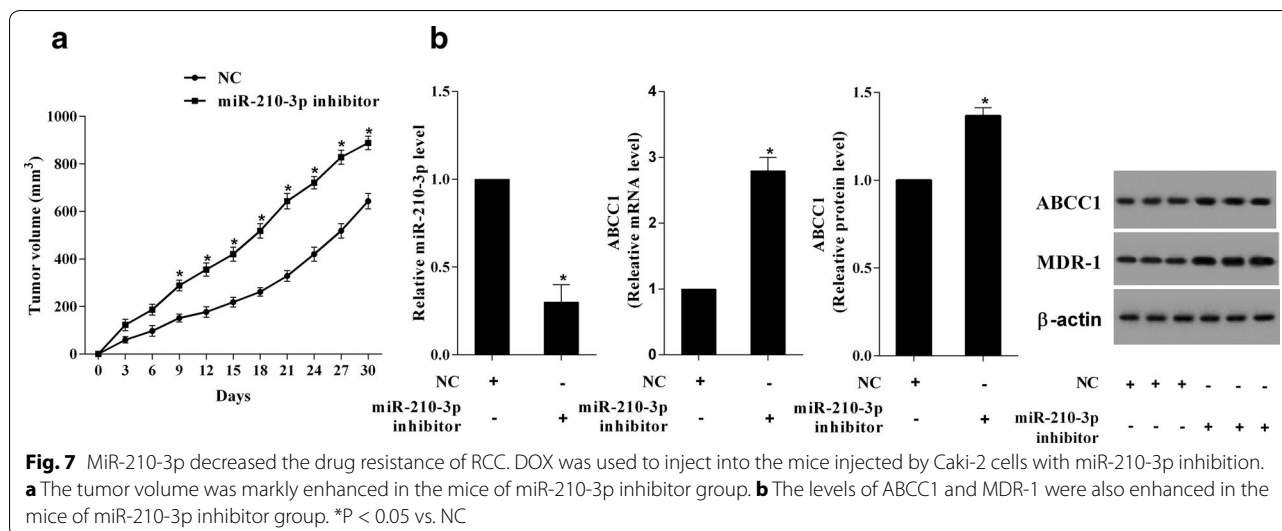 a
NC
miR-210-3p inhibitor
Tumor volume (mm³)
1000
800
600
400
200
0
* * * * * * * *
0 3 6 9 12 15 18 21 24 27 30
Days
b
Relative miR-210-3p level
1.5
1.0
0.5
0.0
*
NC + -
miR-210-3p - +
inhibitor
ABCC1
(Releative mRNA level)
4
3
2
1
0
*
NC + -
miR-210-3p inhibitor - +
ABCC1
(Releative protein level)
1.5
1.0
0.5
0.0
*
NC + -
miR-210-3p inhibitor - +
ABCC1
MDR-1
β-actin
NC + + + - - -
miR-210-3p inhibitor - - - + + +
Fig. 7 MiR-210-3p decreased the drug resistance of RCC. DOX was used to inject into the mice injected by Caki-2 cells with miR-210-3p inhibition.
a The tumor volume was markly enhanced in the mice of miR-210-3p inhibitor group. b The levels of ABCC1 and MDR-1 were also enhanced in the
mice of miR-210-3p inhibitor group. *P < 0.05 vs. NC